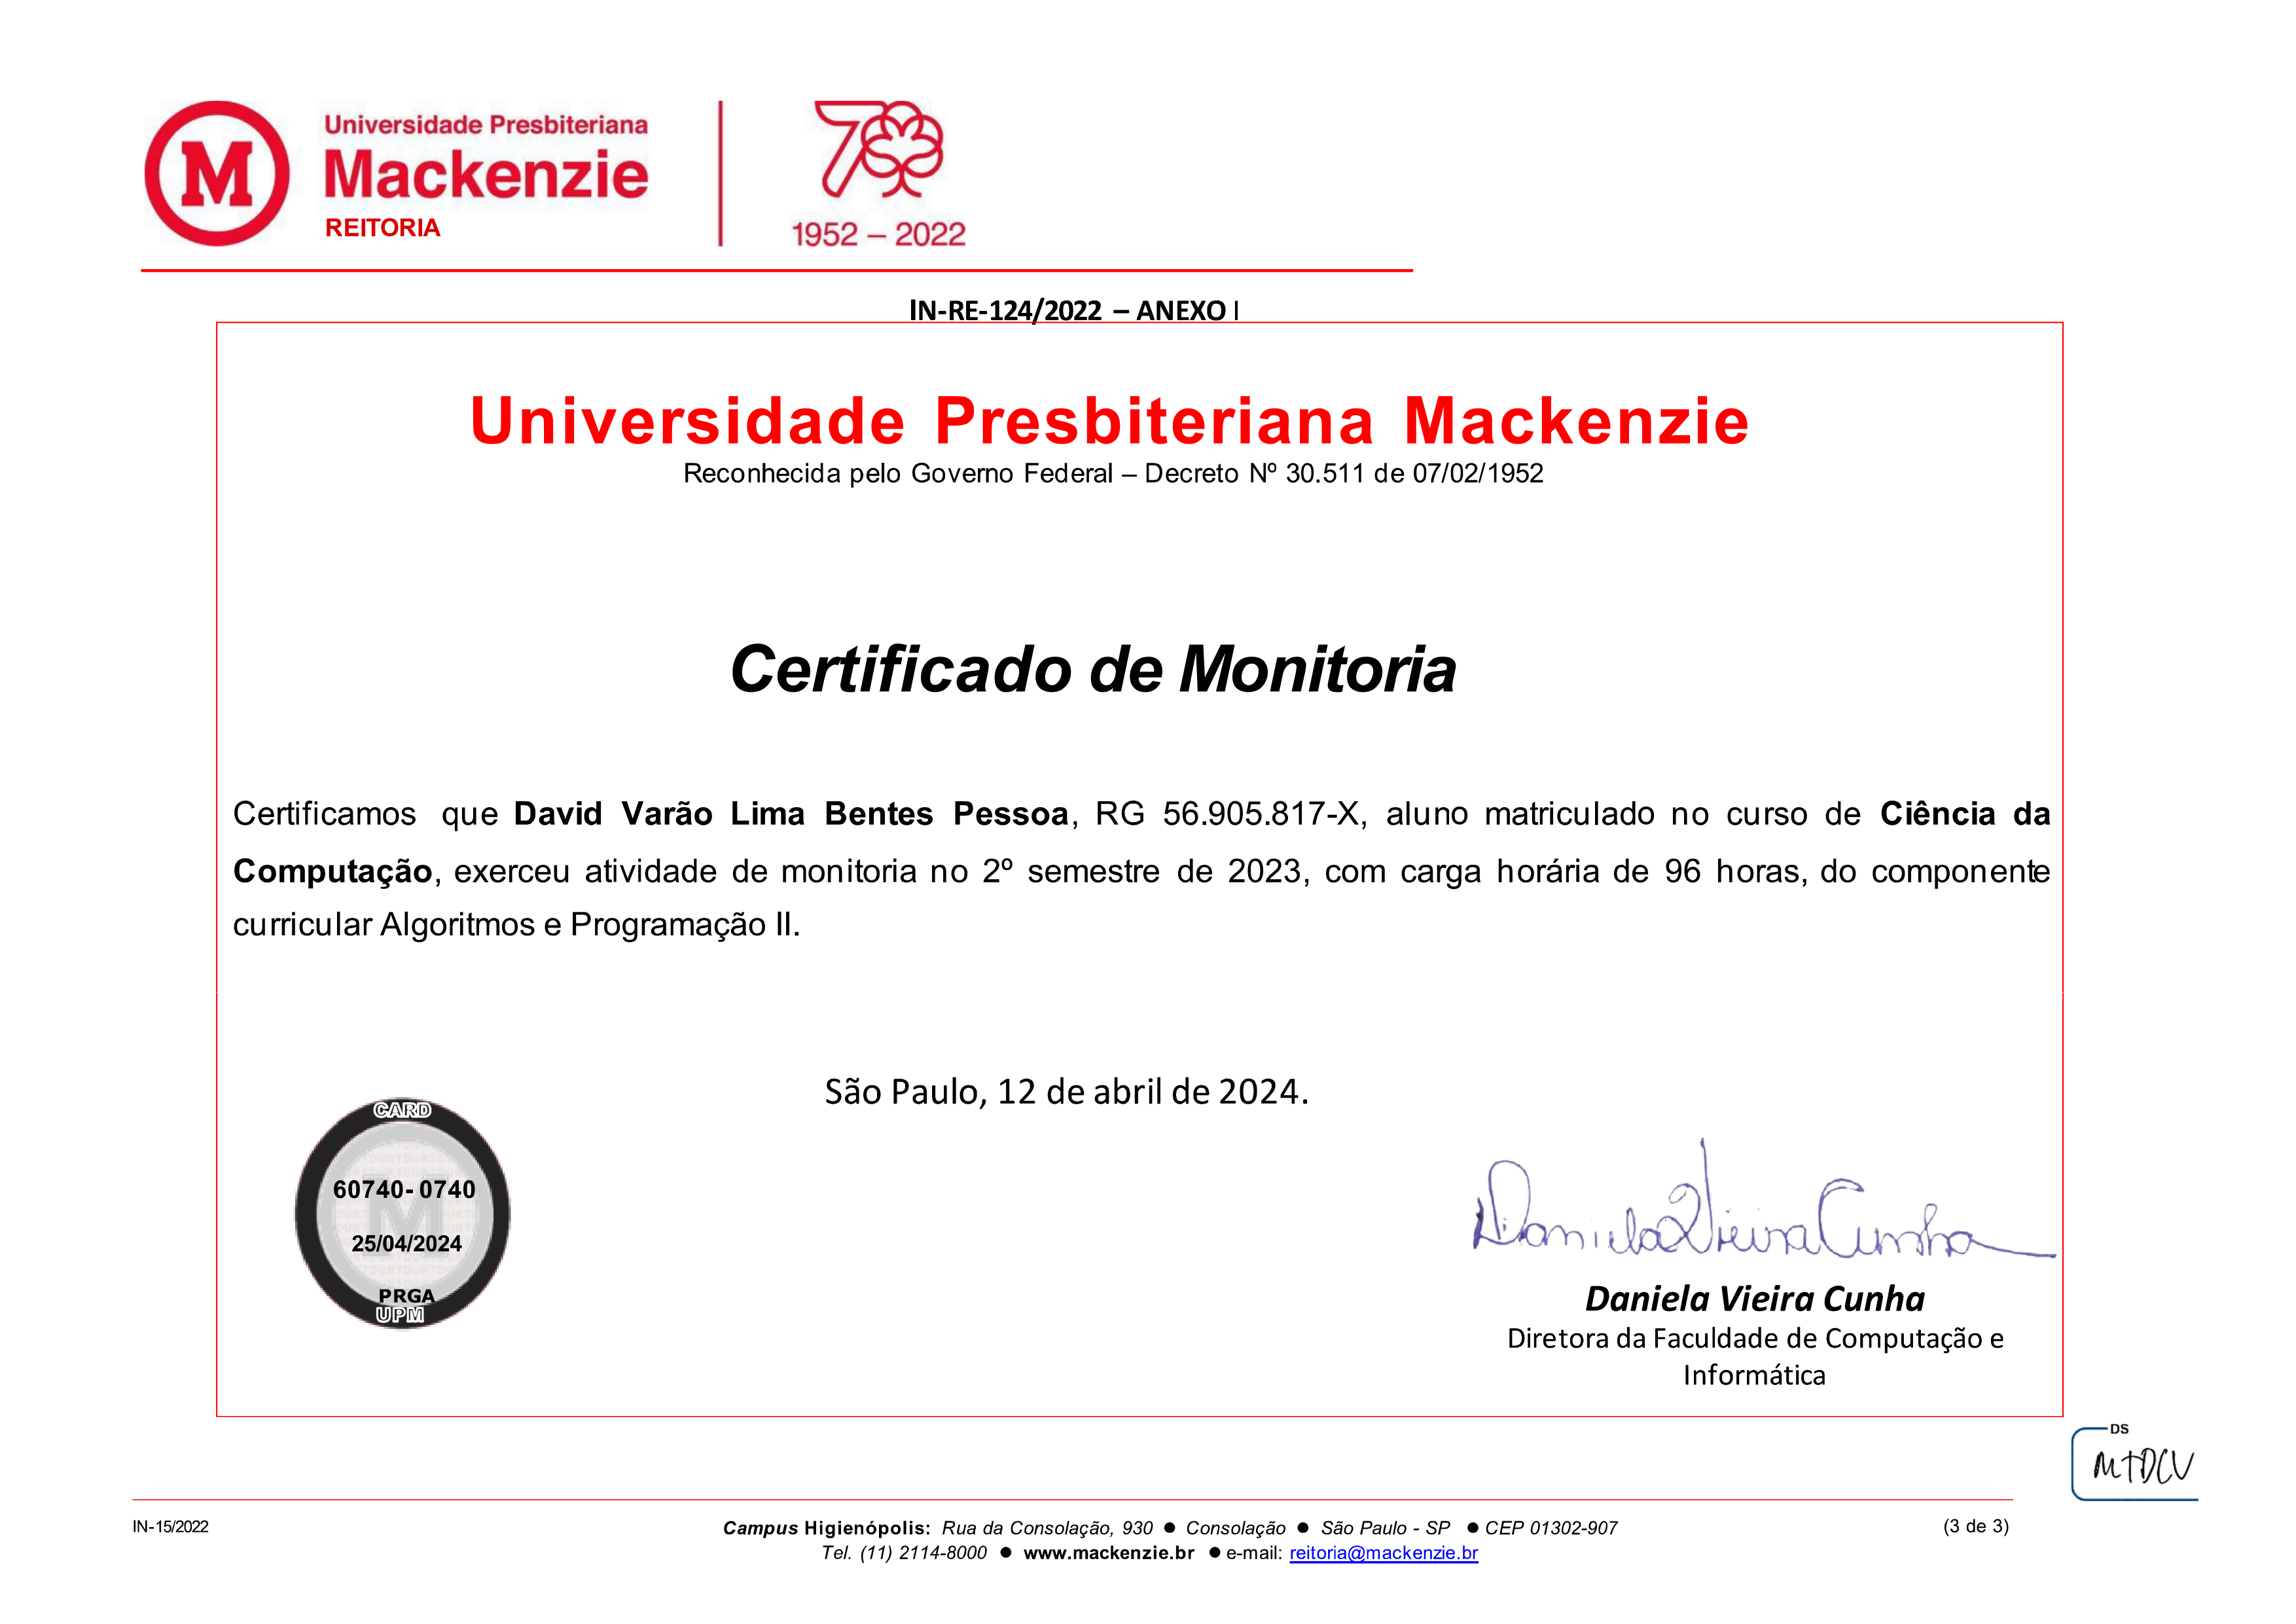 M
Universidade Presbiteriana
Mackenzie
REITORIA
70
1952 – 2022
IN-RE-124/2022 – ANEXO I
Universidade Presbiteriana Mackenzie
Reconhecida pelo Governo Federal – Decreto Nº 30.511 de 07/02/1952
Certificado de Monitoria
Certificamos que David Varão Lima Bentes Pessoa, RG 56.905.817-X, aluno matriculado no curso de Ciência da
Computação, exerceu atividade de monitoria no 2º semestre de 2023, com carga horária de 96 horas, do componente
curricular Algoritmos e Programação II.
São Paulo, 12 de abril de 2024.
CARD
60740- 0740
M
25/04/2024
PRGA
UPM
Daniela Vieira Cunha
Daniela Vieira Cunha
Diretora da Faculdade de Computação e
Informática
DS
MTDCV
IN-15/2022
Campus Higienópolis: Rua da Consolação, 930 ● Consolação ● São Paulo - SP ● CEP 01302-907
(3 de 3)
Tel. (11) 2114-8000 ● www.mackenzie.br ● e-mail: reitoria@mackenzie.br